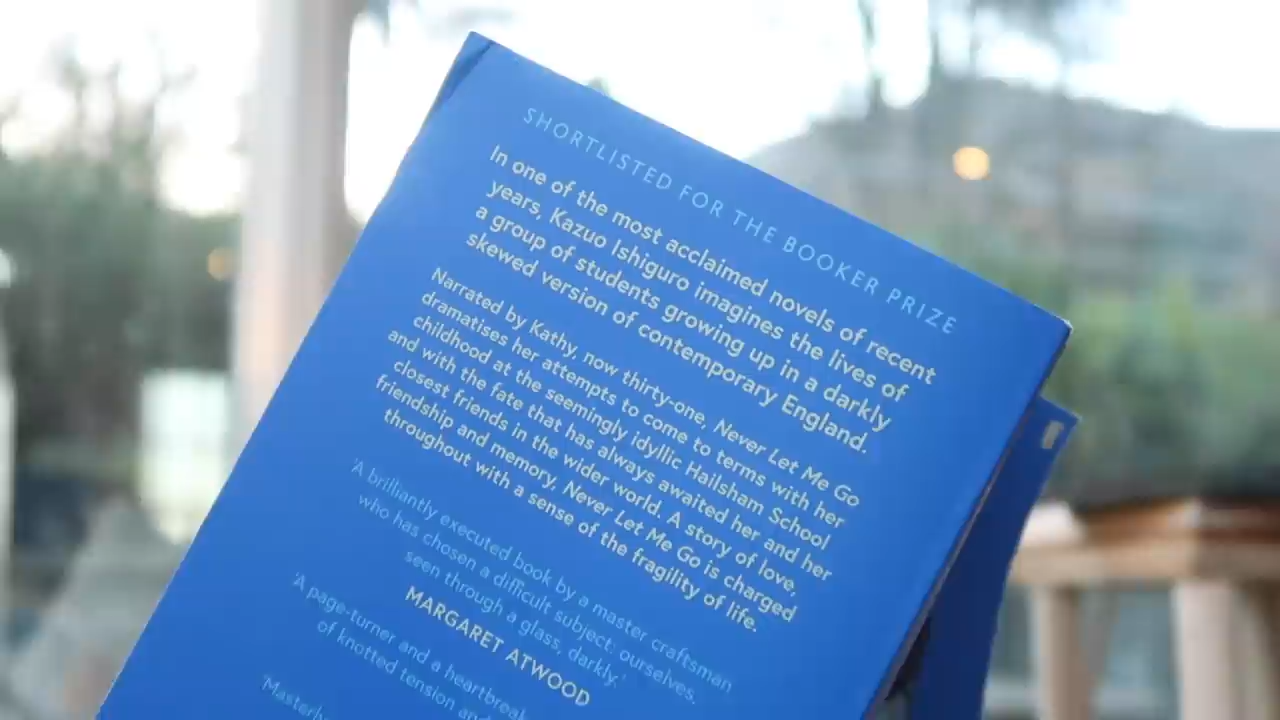 SHORTLISTED FOR THE BOOKER PRIZE
In one of the most acclaimed novels of recent
years, Kazuo Ishiguro imagines the lives of
a group of students growing up in a darkly
skewed version of contemporary England.
Narrated by Kathy, now thirty-one, Never Let Me Go
dramatises her attempts to come to terms with her
childhood at the seemingly idyllic Hailsham School
and with the fate that has always awaited her and her
closest friends in the wider world. A story of love,
friendship and memory, Never Let Me Go is charged
throughout with a sense of the fragility of life.
'A brilliantly executed book by a master craftsman
who has chosen a difficult subject: ourselves,
seen through a glass, darkly.'
MARGARET ATWOOD
'A page-turner and a heartbreak
of knotted tension and
'Masterly